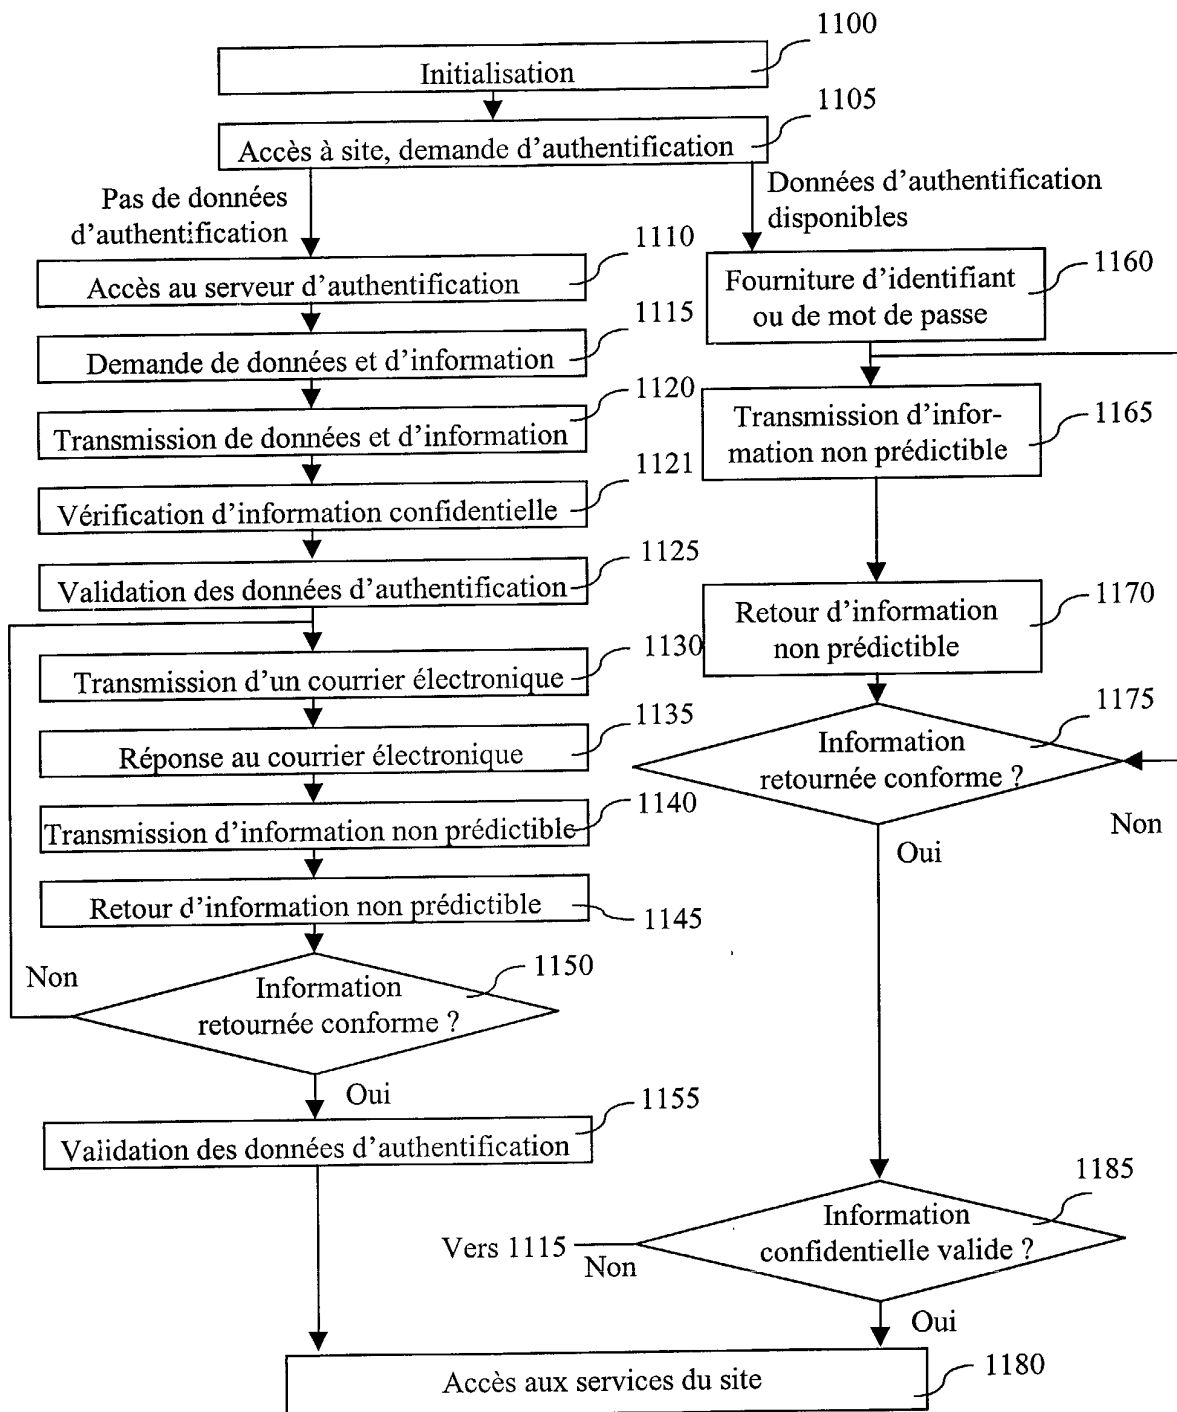 1100
Initialisation
1105
Accès à site, demande d'authentification
Pas de données
d'authentification
Données d'authentification
disponibles
1110
Accès au serveur d'authentification
1115
Demande de données et d'information
1120
Transmission de données et d'information
1121
Vérification d'information confidentielle
1125
Validation des données d'authentification
1130
Transmission d'un courrier électronique
1135
Réponse au courrier électronique
1140
Transmission d'information non prédictible
Retour d'information non prédictible
1145
Non
1150
Information
retournée conforme ?
Oui
1155
Validation des données d'authentification
1160
Fourniture d'identifiant
ou de mot de passe
Transmission d'infor-
mation non prédictible
1165
Retour d'information
non prédictible
1170
1175
Information
retournée conforme ?
Non
Oui
1185
Information
confidentielle valide ?
Vers 1115
Non
Oui
Accès aux services du site
1180